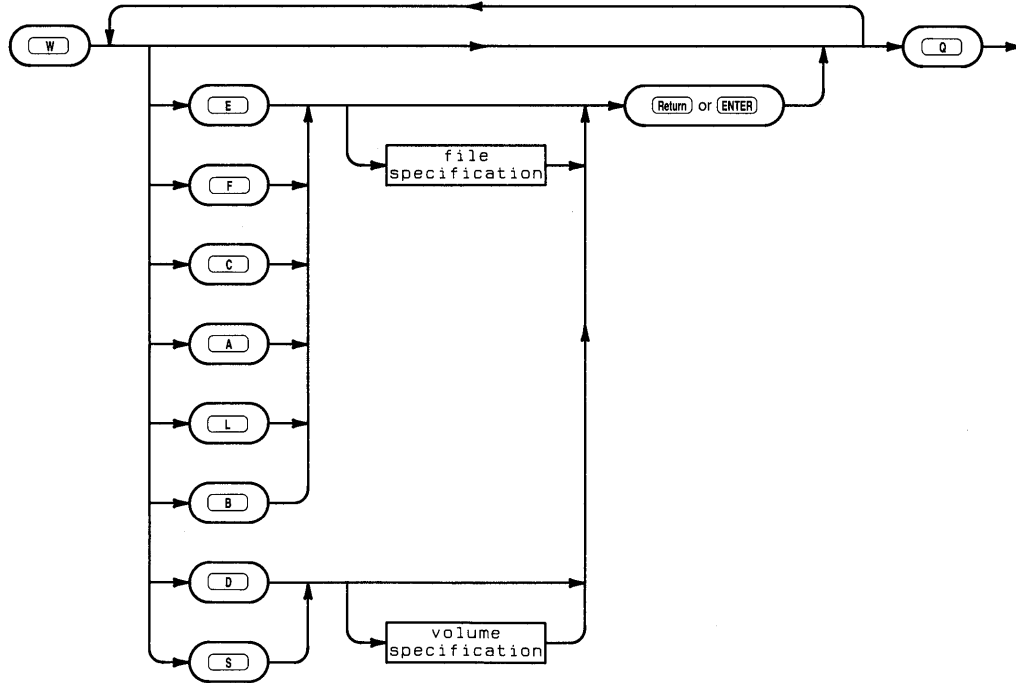 W
Q
E
Return or ENTER
file
specification
F
C
A
L
B
D
volume
specification
S